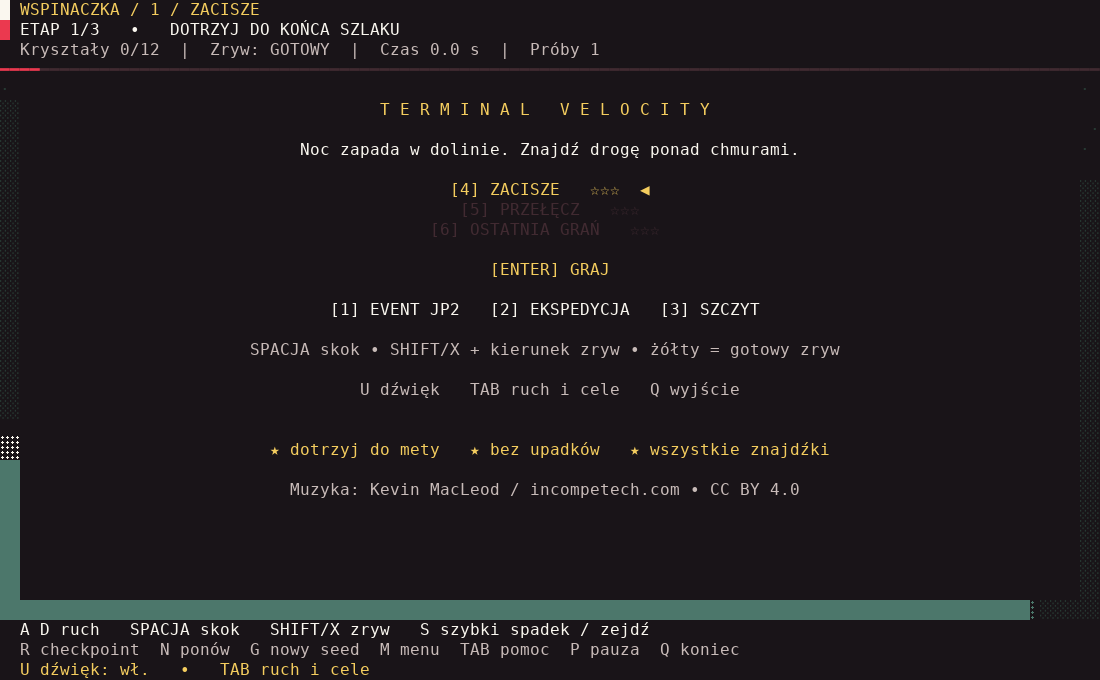 WSPINACZKA / 1 / ZACISZE
ETAP 1/3 • DOTRZYJ DO KOŃCA SZLAKU
Kryształy 0/12 | Zryw: GOTOWY | Czas 0.0 s | Próby 1
T E R M I N A L   V E L O C I T Y
Noc zapada w dolinie. Znajdź drogę ponad chmurami.
[4] ZACISZE ☆☆☆ ◀
[5] PRZEŁĘCZ ☆☆☆
[6] OSTATNIA GRAŃ ☆☆☆
[ENTER] GRAJ
[1] EVENT JP2 [2] EKSPEDYCJA [3] SZCZYT
SPACJA skok • SHIFT/X + kierunek zryw • żółty = gotowy zryw
U dźwięk TAB ruch i cele Q wyjście
★ dotrzyj do mety ★ bez upadków ★ wszystkie znajdźki
Muzyka: Kevin MacLeod / incompetech.com • CC BY 4.0
A D ruch SPACJA skok SHIFT/X zryw S szybki spadek / zejdź
R checkpoint N ponów G nowy seed M menu TAB pomoc P pauza Q koniec
U dźwięk: wł. • TAB ruch i cele